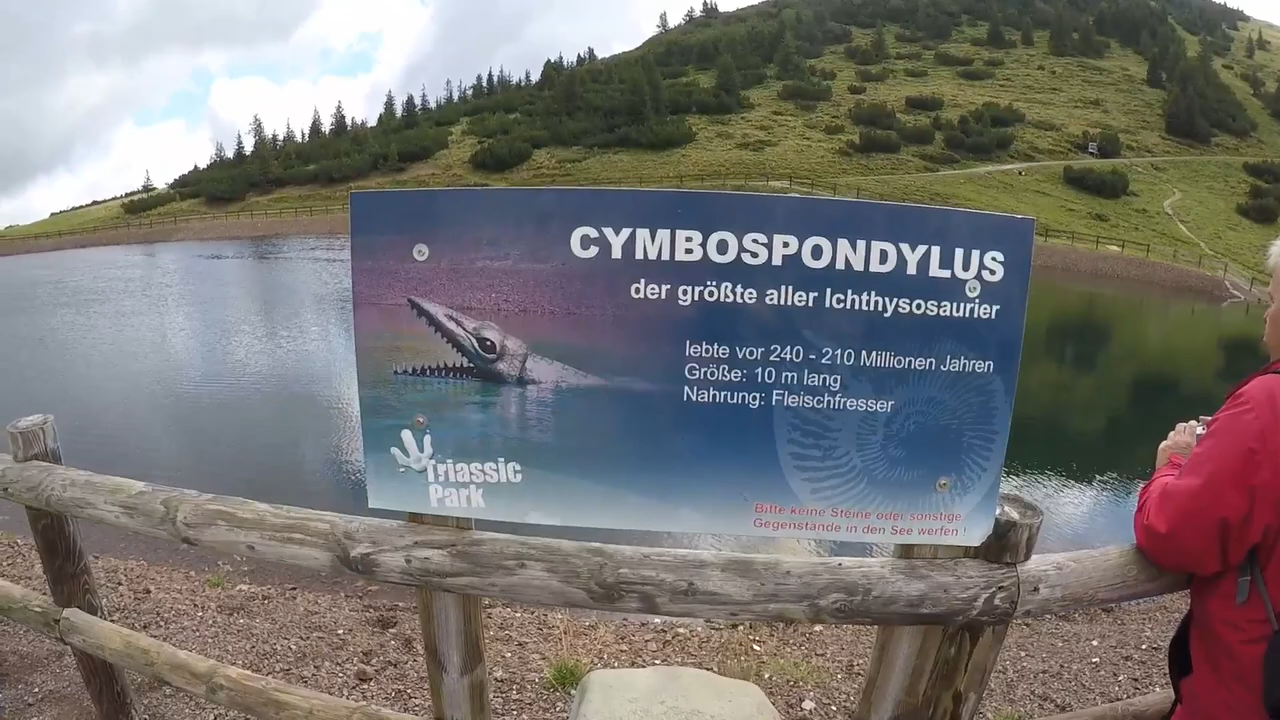 CYMBOSPONDYLUS
der größte aller Ichthysosaurier
lebte vor 240 - 210 Millionen Jahren
Größe: 10 m lang
Nahrung: Fleischfresser
Triassic
Park
Bitte keine Steine oder sonstige
Gegenstände in den See werfen !